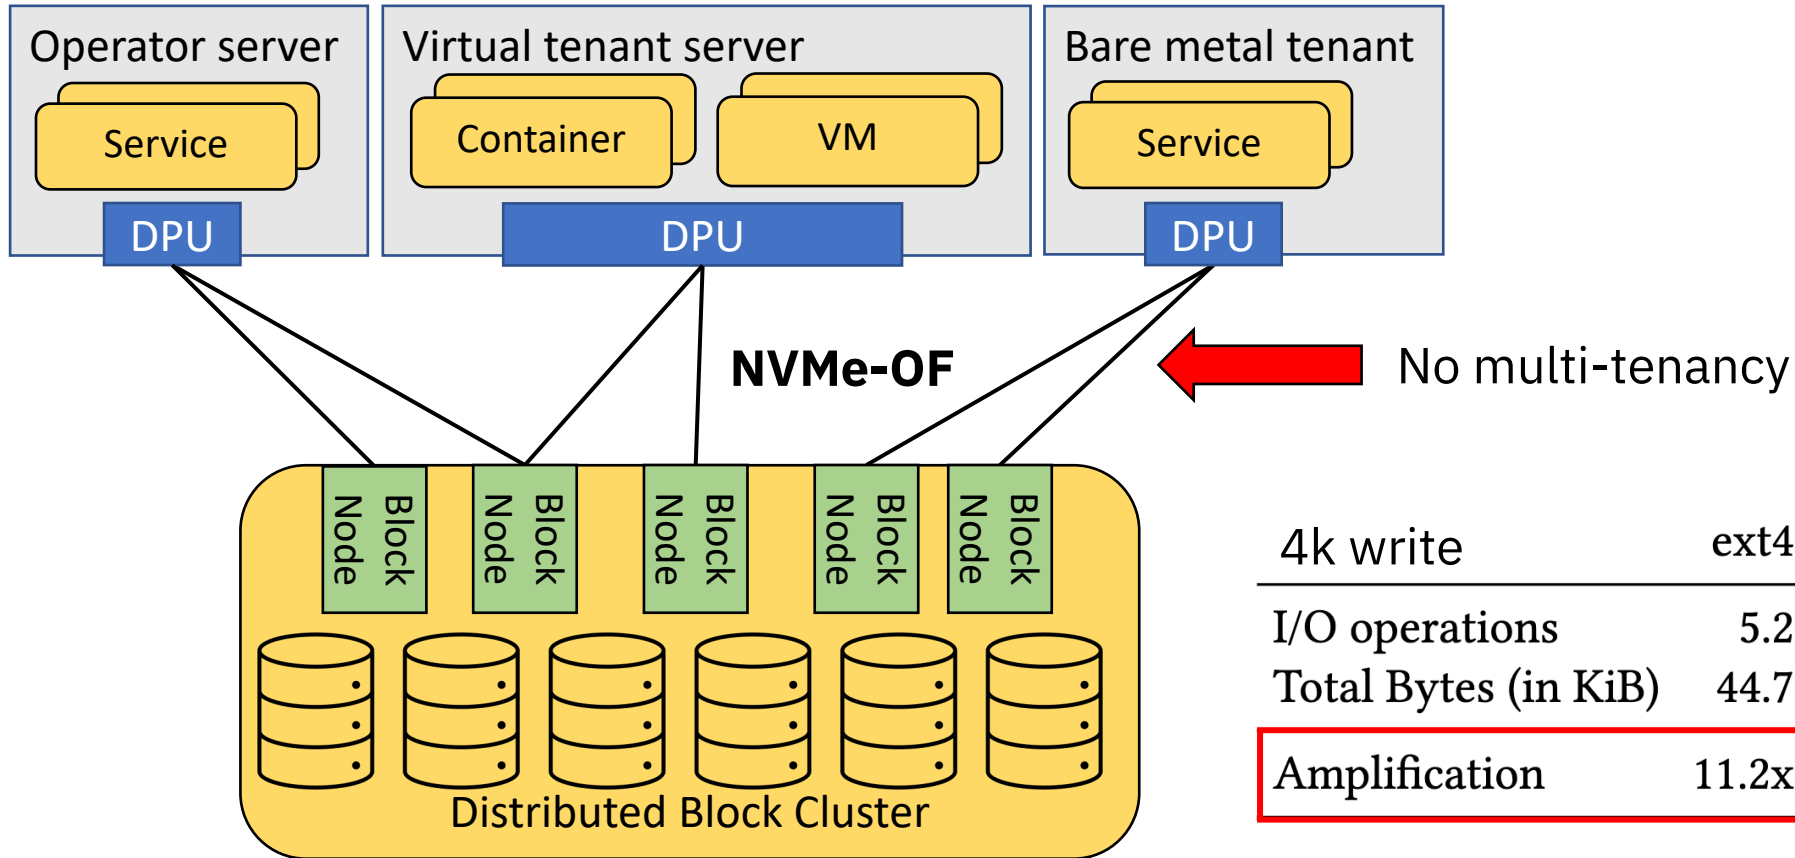 Operator server
Virtual tenant server
Bare metal tenant
Service
Container
VM
Service
DPU
DPU
DPU
NVMe-OF
No multi-tenancy
Block
Node
Block
Node
Block
Node
Block
Node
Block
Node
Distributed Block Cluster
4k write ext4
I/O operations 5.2
Total Bytes (in KiB) 44.7
Amplification 11.2x